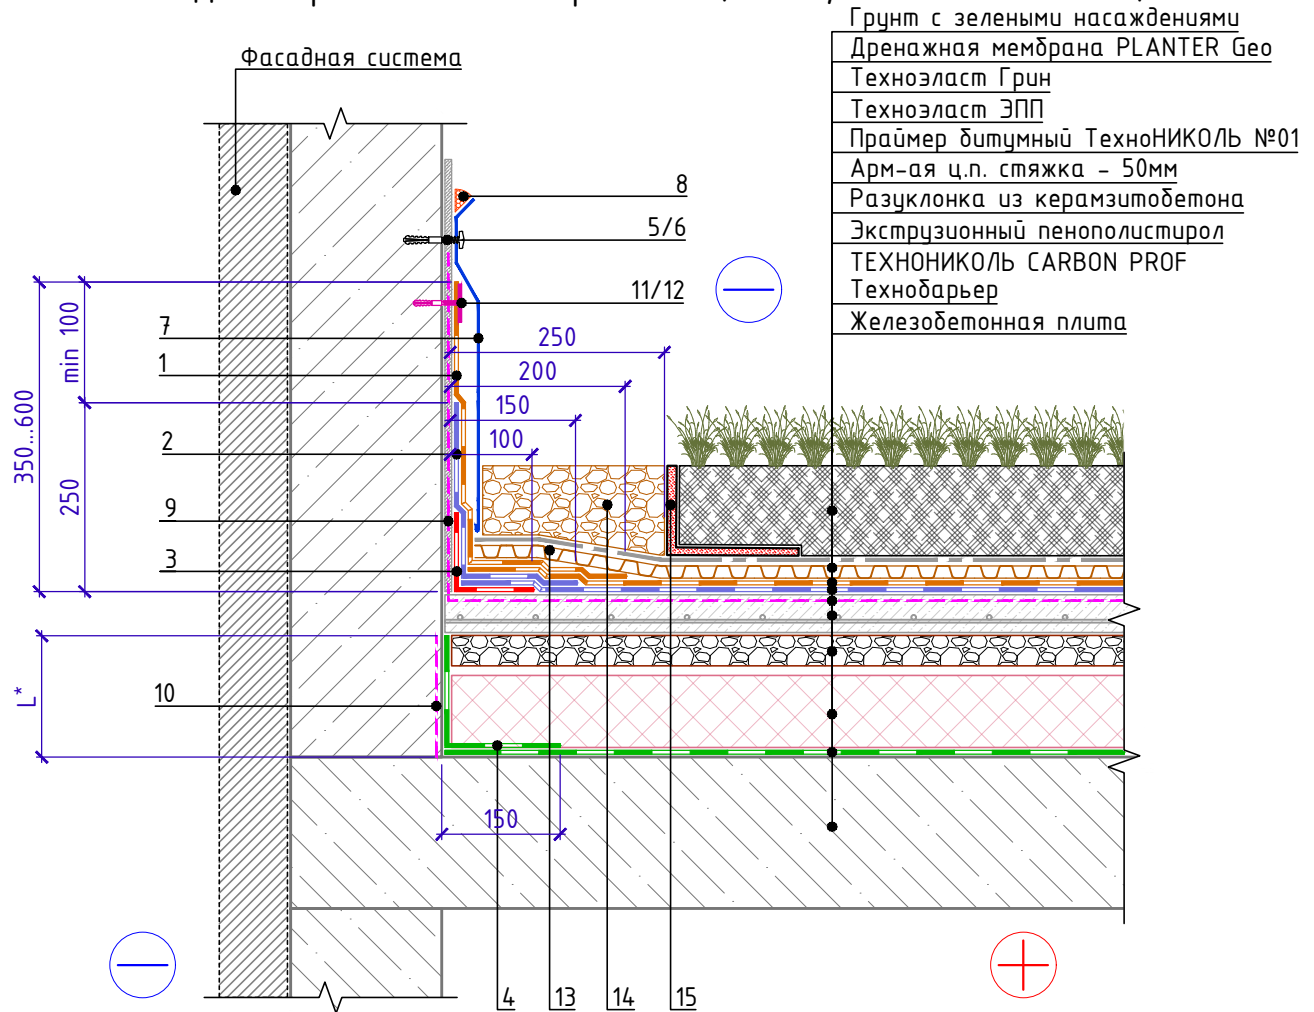 Грунт с зелеными насаждениями
Дренажная мембрана PLANTER Geo
Техноэласт Грин
Техноэласт ЭПП
Праймер битумный ТехноНИКОЛЬ №01
Арм-ая ц.п. стяжка - 50мм
Разуклонка из керамзитобетона
Экструзионный пенополистирол
ТЕХНОНИКОЛЬ CARBON PROF
Технобарьер
Железобетонная плита
Фасадная система
8
5/6
11/12
7
1
2
9
3
10
350...600
min 100
250
L*
250
200
150
100
150
4
13
14
15